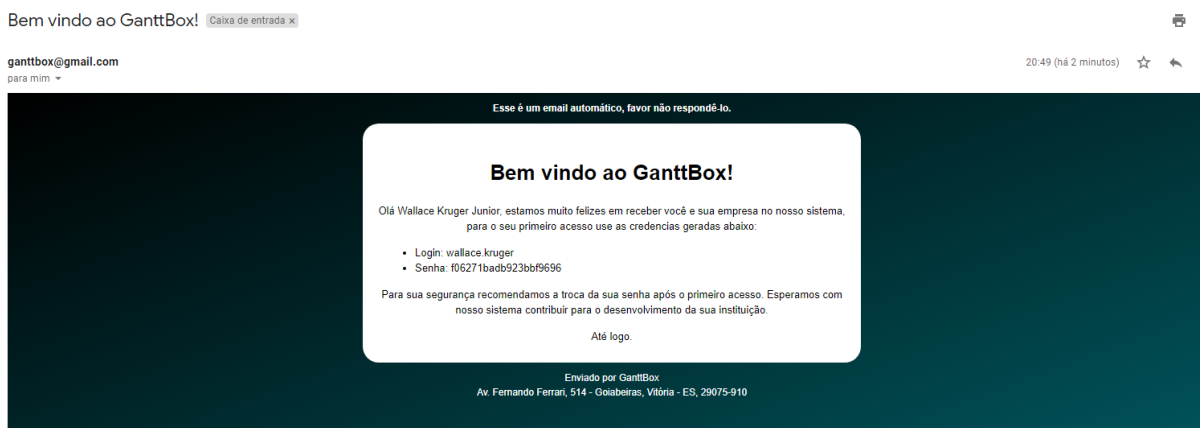 Bem vindo ao GanttBox! Caixa de entrada ×
ganttbox@gmail.com 20:49 (há 2 minutos)
para mim
Esse é um email automático, favor não respondê-lo.
Bem vindo ao GanttBox!
Olá Wallace Kruger Junior, estamos muito felizes em receber você e sua empresa no nosso sistema,
para o seu primeiro acesso use as credencias geradas abaixo:
• Login: wallace.kruger
• Senha: f06271badb923bbf9696
Para sua segurança recomendamos a troca da sua senha após o primeiro acesso. Esperamos com
nosso sistema contribuir para o desenvolvimento da sua instituição.
Até logo.
Enviado por GanttBox
Av. Fernando Ferrari, 514 - Goiabeiras, Vitória - ES, 29075-910